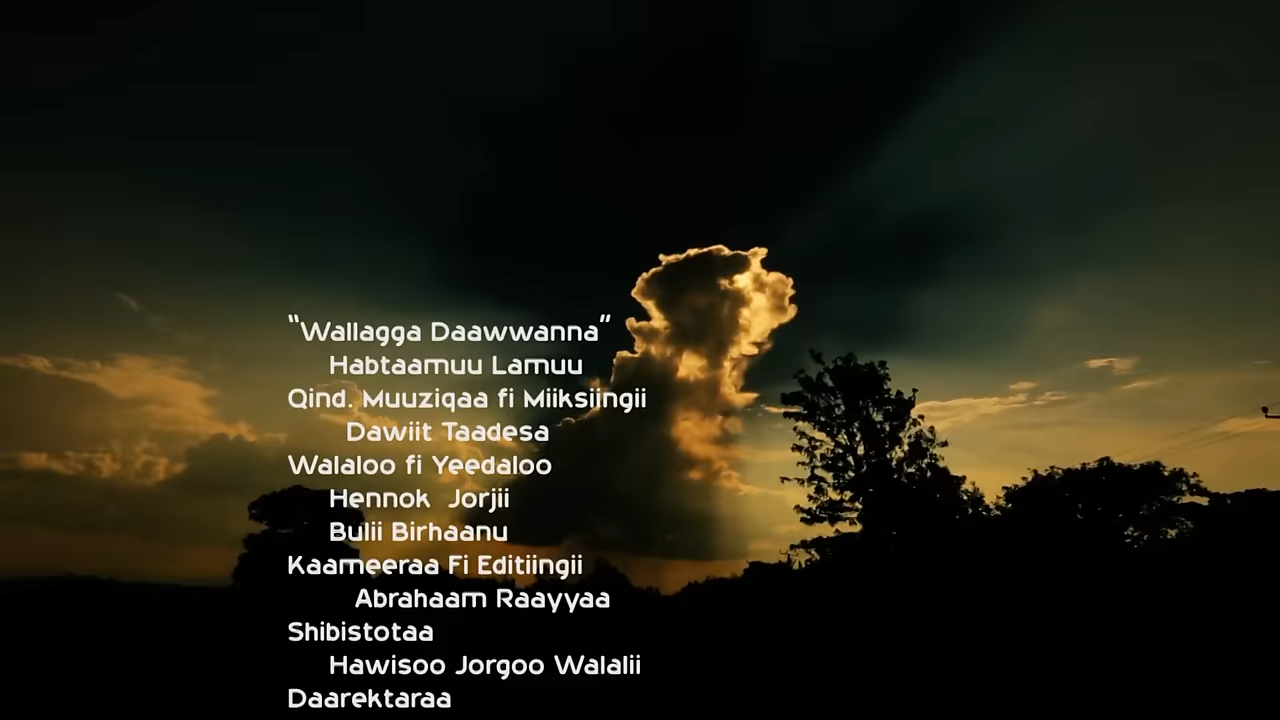 “Wallagga Daawwanna”
Habtaamuu Lamuu
Qind. Muuziqaa fi Miiksiingii
Dawiit Taadesa
Walaloo fi Yeedaloo
Hennok Jorjii
Bulii Birhaanu
Kaameeraa Fi Editiingii
Abrahaam Raayyaa
Shibistotaa
Hawisoo Jorgoo Walalii
Daarektaraa